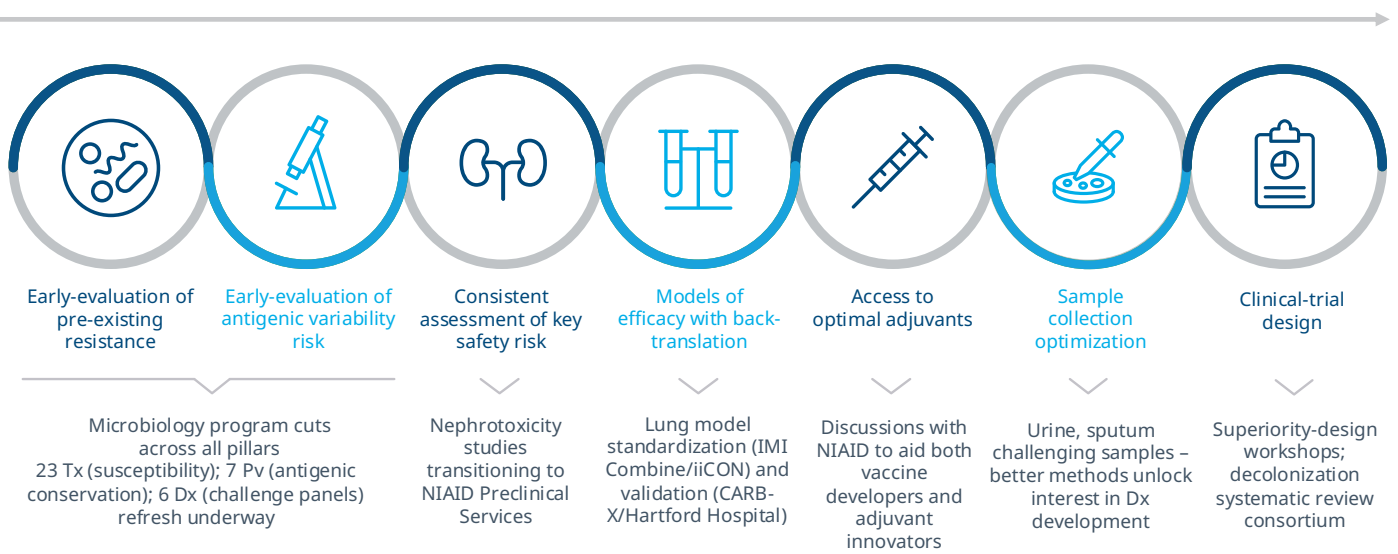 Early-evaluation of
pre-existing
resistance
Early-evaluation of
antigenic variability
risk
Consistent
assessment of key
safety risk
Models of
efficacy with back-
translation
Access to
optimal adjuvants
Sample
collection
optimization
Clinical-trial
design
Microbiology program cuts
across all pillars
23 Tx (susceptibility); 7 Pv (antigenic
conservation); 6 Dx (challenge panels)
refresh underway
Nephrotoxicity
studies
transitioning to
NIAID Preclinical
Services
Lung model
standardization (IMI
Combine/iiCON) and
validation (CARB-
X/Hartford Hospital)
Discussions with
NIAID to aid both
vaccine
developers and
adjuvant
innovators
Urine, sputum
challenging samples –
better methods unlock
interest in Dx
development
Superiority-design
workshops;
decolonization
systematic review
consortium